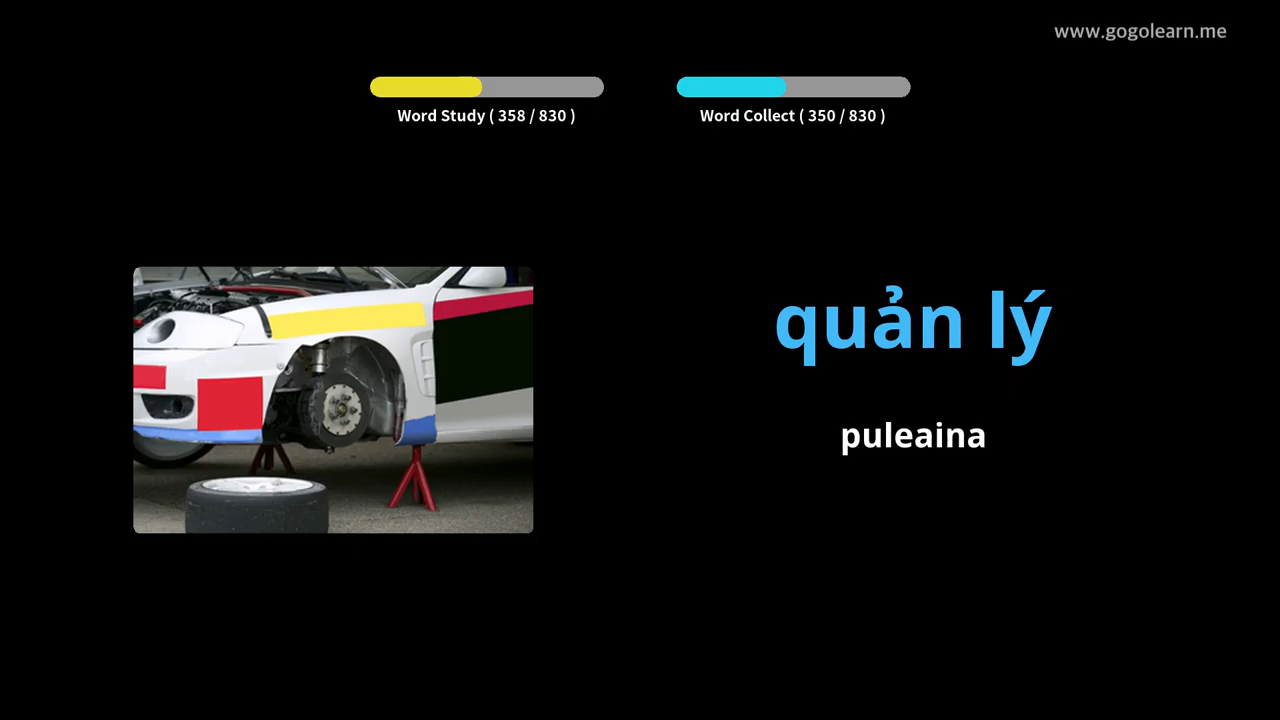 www.gogolearn.me
Word Study ( 358 / 830 )
Word Collect ( 350 / 830 )
quản lý
puleaina